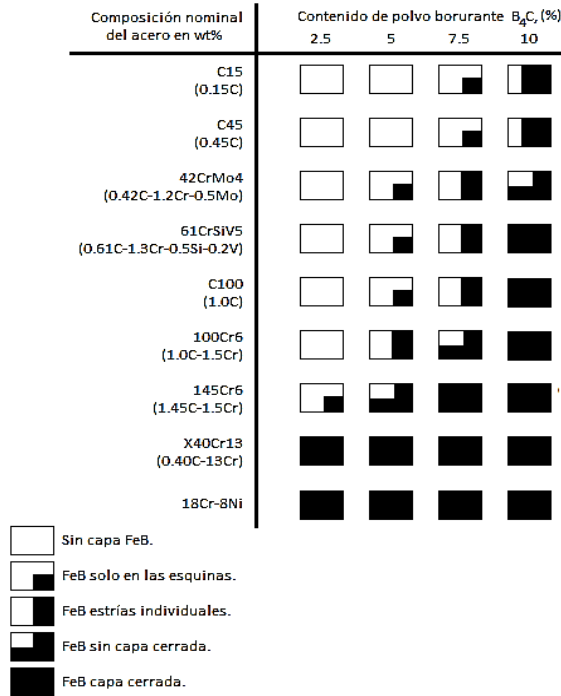 Composición nominal
del acero en wt%
Contenido de polvo borurante B₄C, (%)
2.5 5 7.5 10
C15
(0.15C)
C45
(0.45C)
42CrMo4
(0.42C-1.2Cr-0.5Mo)
61CrSiV5
(0.61C-1.3Cr-0.5Si-0.2V)
C100
(1.0C)
100Cr6
(1.0C-1.5Cr)
145Cr6
(1.45C-1.5Cr)
X40Cr13
(0.40C-13Cr)
18Cr-8Ni
Sin capa FeB.
FeB solo en las esquinas.
FeB estrías individuales.
FeB sin capa cerrada.
FeB capa cerrada.